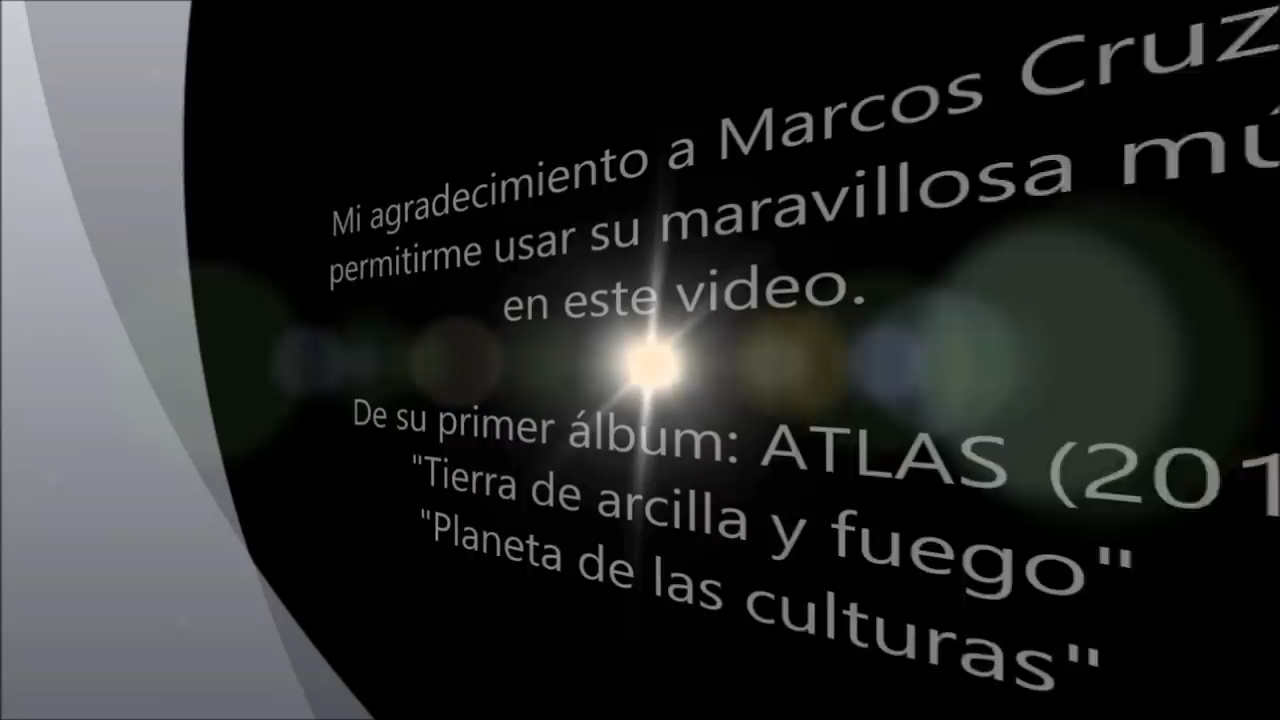 Mi agradecimiento a Marcos Cruz
permitirme usar su maravillosa
en este video.
De su primer álbum: ATLAS
"Tierra de arcilla y fuego"
"Planeta de las culturas"